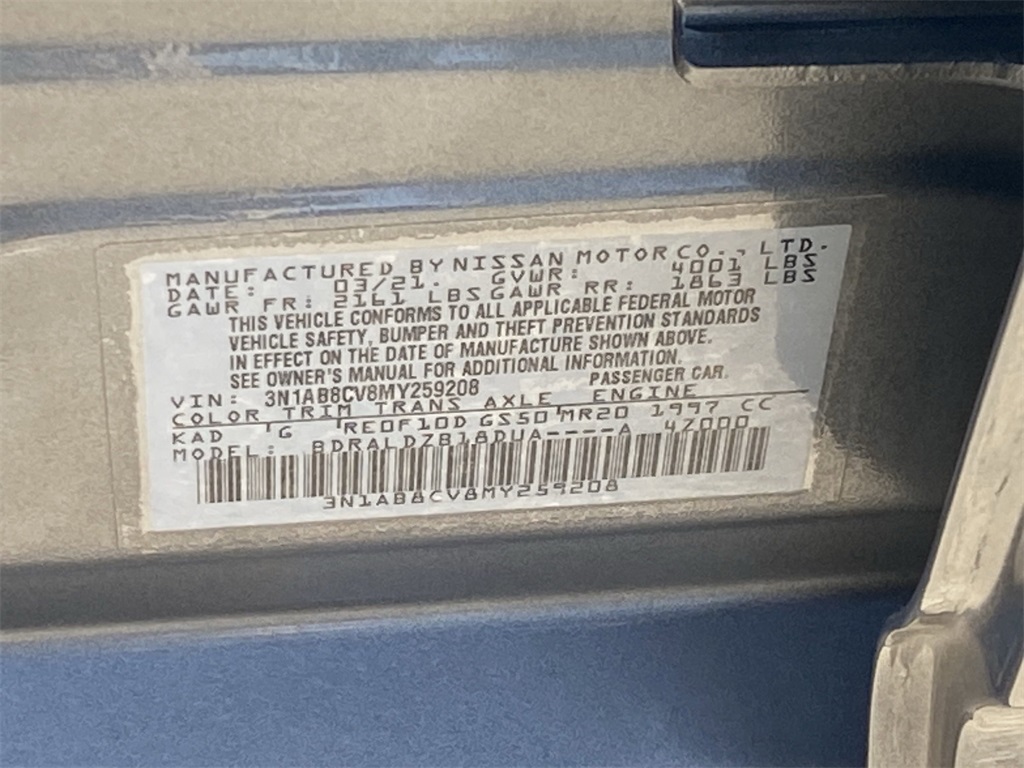 MANUFACTURED BY NISSAN MOTOR CO., LTD.
DATE: 03/21. GVWR: 4001 LBS
GAWR FR: 2161 LBS GAWR RR: 1863 LBS
THIS VEHICLE CONFORMS TO ALL APPLICABLE FEDERAL MOTOR
VEHICLE SAFETY, BUMPER AND THEFT PREVENTION STANDARDS
IN EFFECT ON THE DATE OF MANUFACTURE SHOWN ABOVE.
SEE OWNER'S MANUAL FOR ADDITIONAL INFORMATION.
VIN: 3N1AB8CV8MY259208 PASSENGER CAR.
COLOR TRIM TRANS AXLE ENGINE
KAD G RE0F10D GS50 MR20 1997 CC
MODEL: BDRALDZB18DUA----A 47000
3N1AB8CV8MY259208